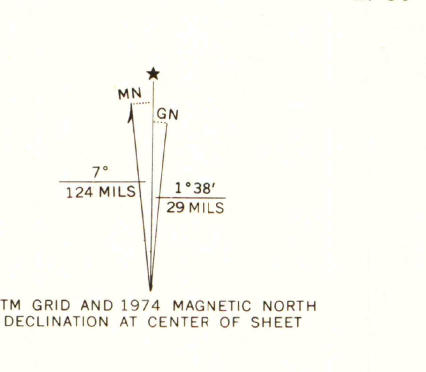 ★
MN
GN
7°
124 MILS
1°38'
29 MILS
TM GRID AND 1974 MAGNETIC NORTH
DECLINATION AT CENTER OF SHEET